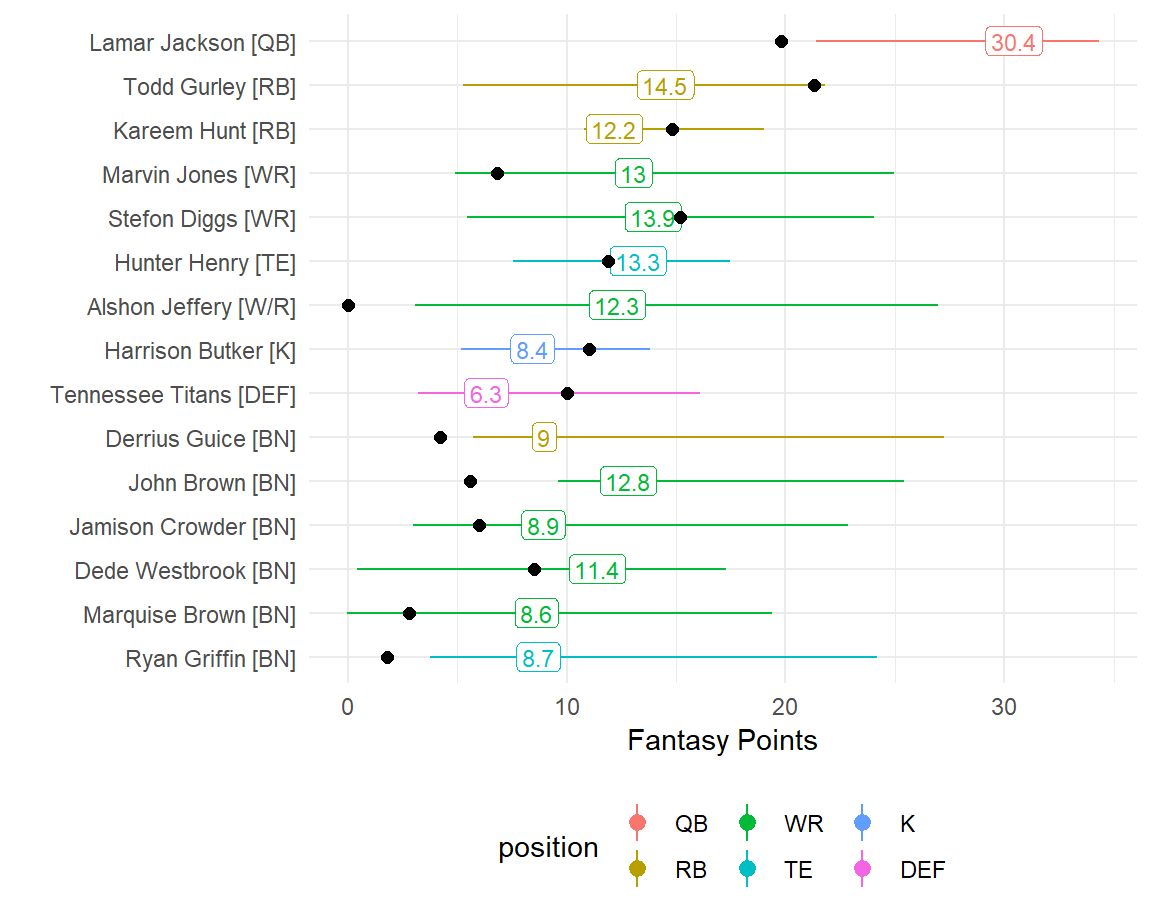 Lamar Jackson [QB] 30.4
Todd Gurley [RB] 14.5
Kareem Hunt [RB] 12.2
Marvin Jones [WR] 13
Stefon Diggs [WR] 13.9
Hunter Henry [TE] 13.3
Alshon Jeffery [W/R] 12.3
Harrison Butker [K] 8.4
Tennessee Titans [DEF] 6.3
Derrius Guice [BN] 9
John Brown [BN] 12.8
Jamison Crowder [BN] 8.9
Dede Westbrook [BN] 11.4
Marquise Brown [BN] 8.6
Ryan Griffin [BN] 8.7
0 10 20 30
Fantasy Points
position
QB WR K
RB TE DEF